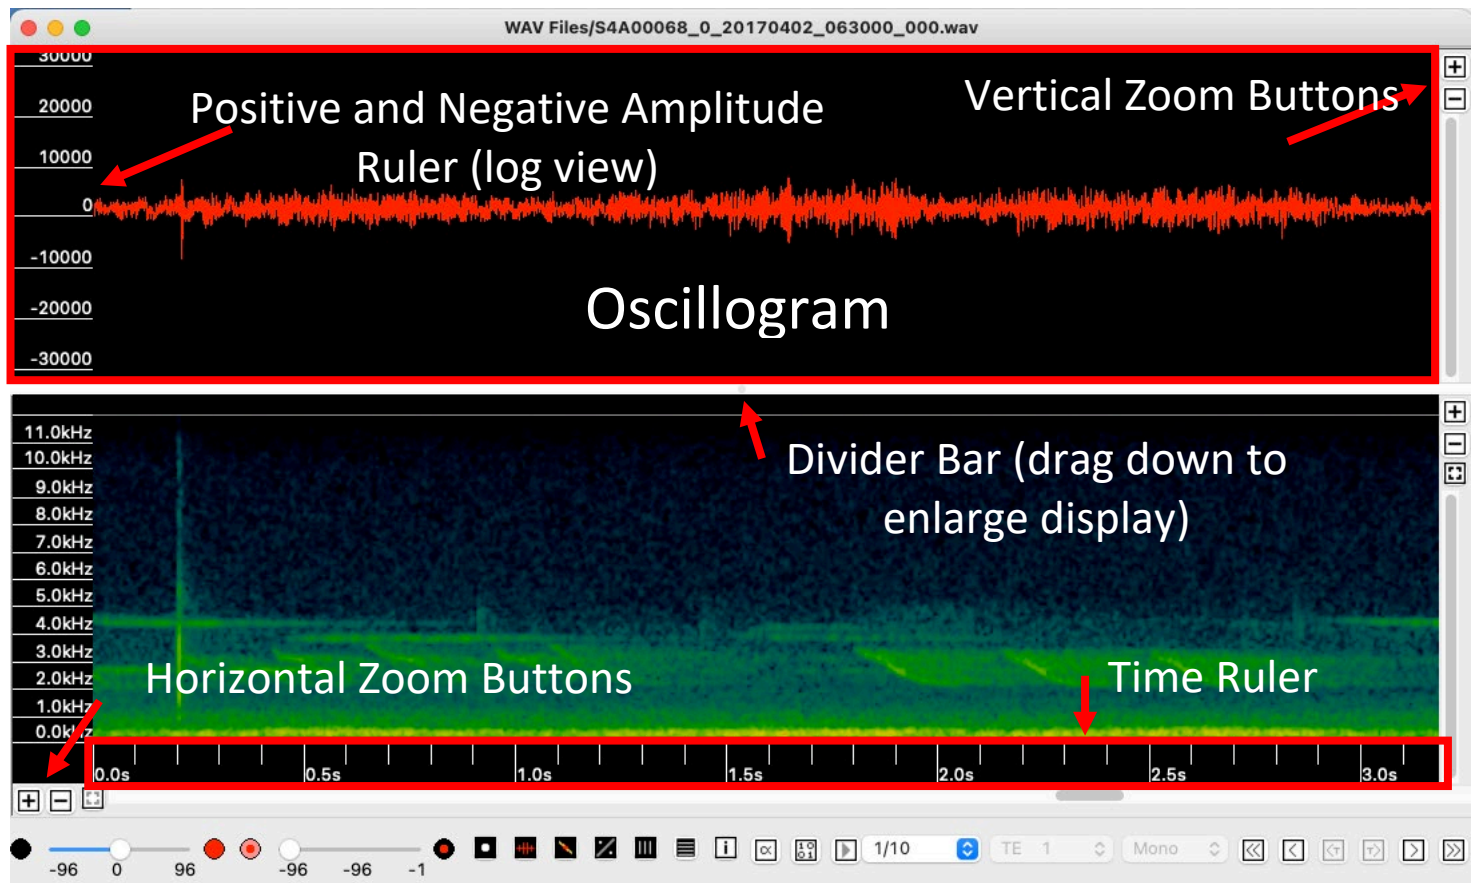 WAV Files/S4A00068_0_20170402_063000_000.wav
30000
20000
10000
0
-10000
-20000
-30000
Positive and Negative Amplitude
Ruler (log view)
Vertical Zoom Buttons
Oscillogram
Divider Bar (drag down to
enlarge display)
11.0kHz
10.0kHz
9.0kHz
8.0kHz
7.0kHz
6.0kHz
5.0kHz
4.0kHz
3.0kHz
2.0kHz
1.0kHz
0.0kHz
Horizontal Zoom Buttons
Time Ruler
0.0s 0.5s 1.0s 1.5s 2.0s 2.5s 3.0s
1/10 TE 1 Mono
-96 0 96 -96 -96 -1